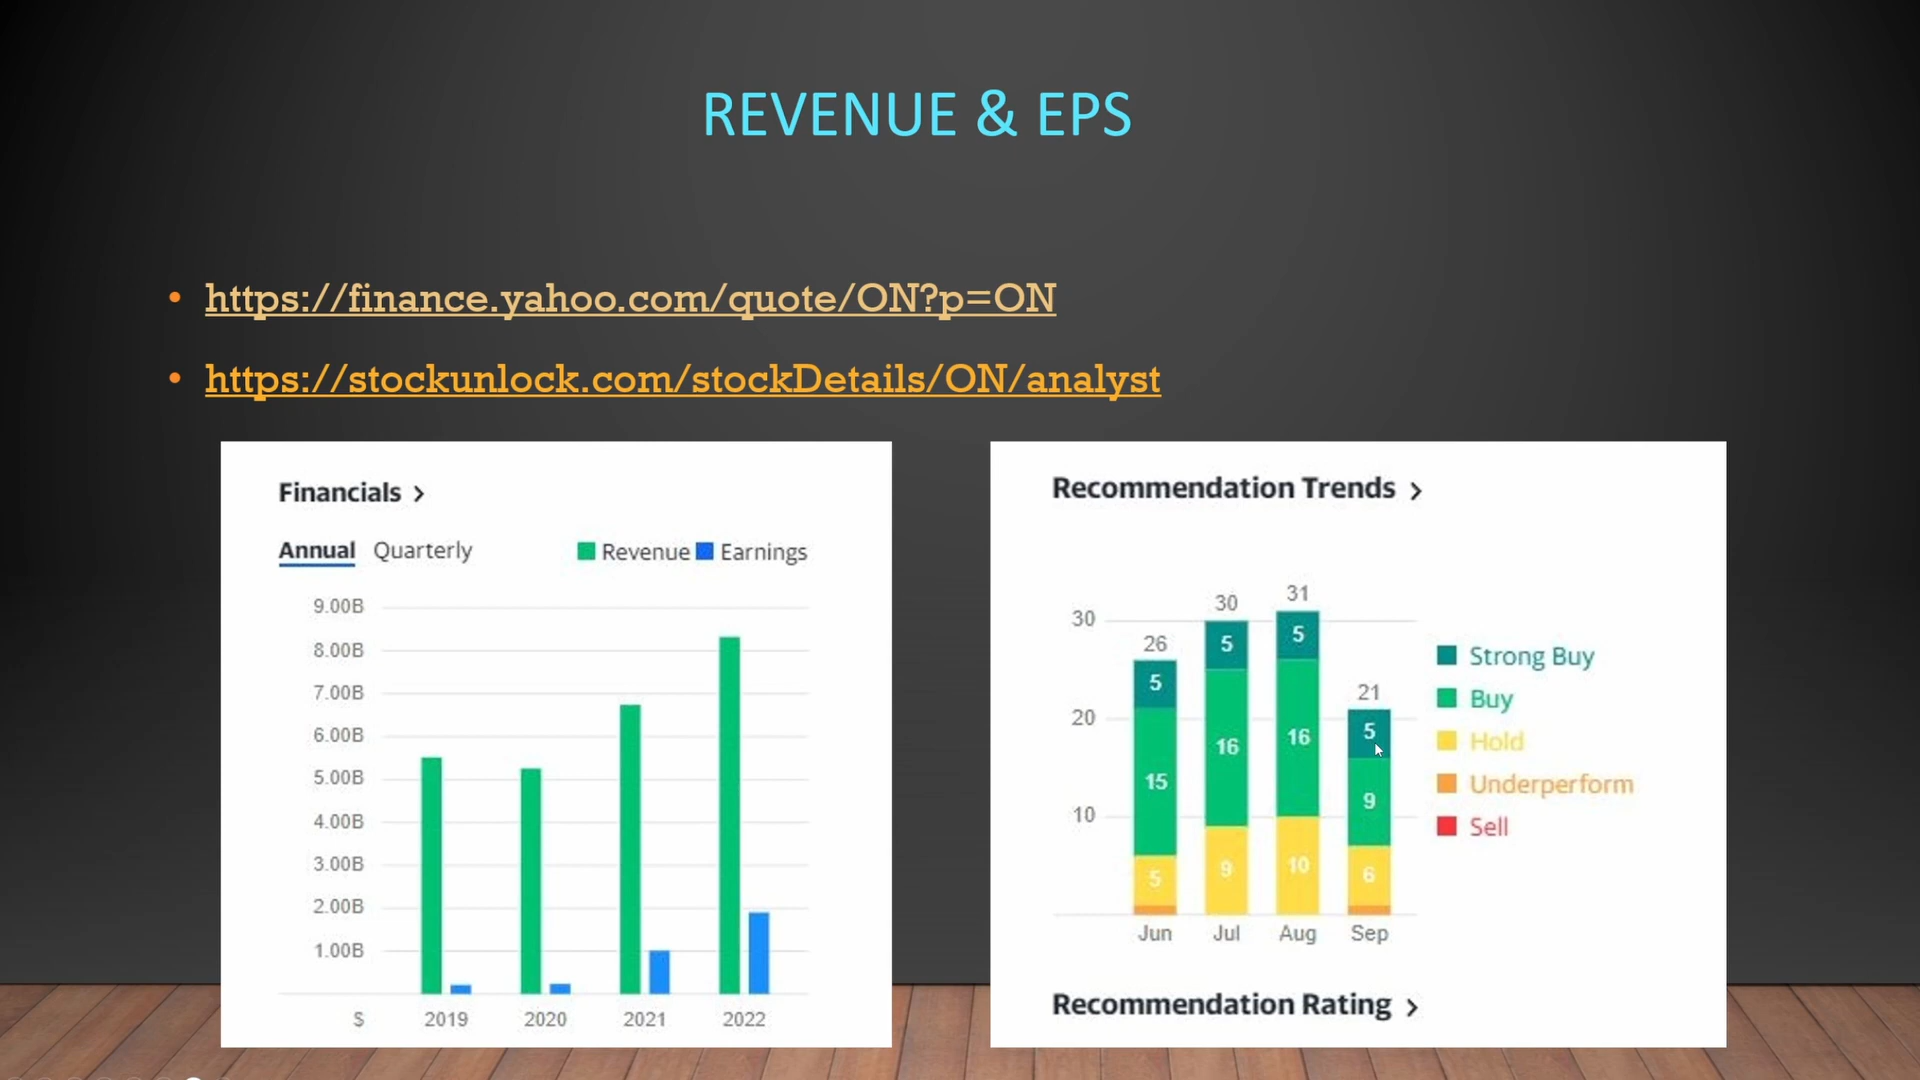 REVENUE & EPS
• https://finance.yahoo.com/quote/ON?p=ON
• https://stockunlock.com/stockDetails/ON/analyst
Financials >
Annual Quarterly Revenue Earnings
9.00B
8.00B
7.00B
6.00B
5.00B
4.00B
3.00B
2.00B
1.00B
$ 2019 2020 2021 2022
Recommendation Trends >
26 30 31 21
30
20
10
5 5 5 5
15 16 16 9
5 9 10 6
Jun Jul Aug Sep
Strong Buy
Buy
Hold
Underperform
Sell
Recommendation Rating >